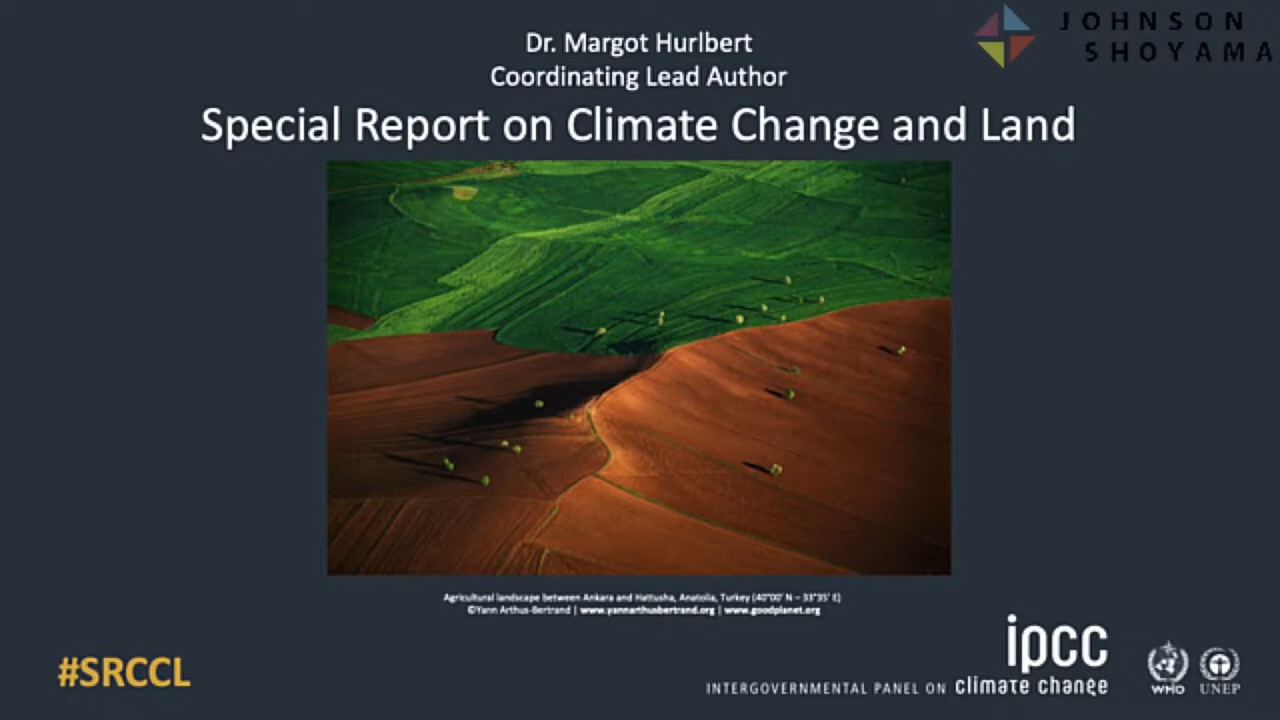 JOHNSON
SHOYAMA
Dr. Margot Hurlbert
Coordinating Lead Author
Special Report on Climate Change and Land
Agricultural landscape between Ankara and Hattusha, Anatolia, Turkey (40°00' N – 33°35' E)
©Yann Arthus-Bertrand | www.yannarthusbertrand.org | www.goodplanet.org
#SRCCL
ipcc
INTERGOVERNMENTAL PANEL ON climate change
WMO UNEP